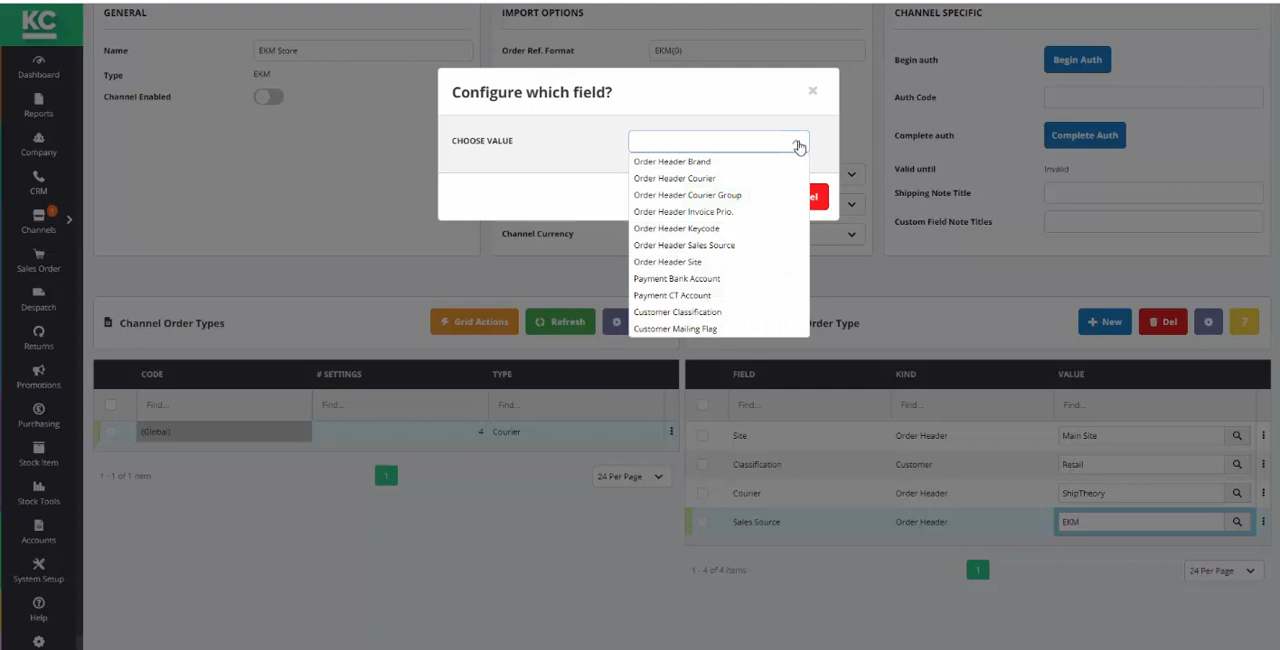 KC
Dashboard
Reports
Company
CRM
1
Channels
Sales Order
Despatch
Returns
Promotions
Purchasing
Stock Item
Stock Tools
Accounts
System Setup
Help
GENERAL
Name
EKM Store
Type
EKM
Channel Enabled
IMPORT OPTIONS
Order Ref. Format
EKM{0}
Channel Currency
CHANNEL SPECIFIC
Begin auth
Begin Auth
Auth Code
Complete auth
Complete Auth
Valid until
Invalid
Shipping Note Title
Custom Field Note Titles
Configure which field?
×
CHOOSE VALUE
Order Header Brand
Order Header Courier
Order Header Courier Group
Order Header Invoice Prio.
Order Header Keycode
Order Header Sales Source
Order Header Site
Payment Bank Account
Payment CT Account
Customer Classification
Customer Mailing Flag
el
Channel Order Types
Grid Actions
Refresh
CODE # SETTINGS TYPE
Find... Find... Find...
(Global) 4 Courier
1 - 1 of 1 item
1
24 Per Page
Order Type
New
Del
?
FIELD KIND VALUE
Find... Find... Find...
Site Order Header Main Site
Classification Customer Retail
Courier Order Header ShipTheory
Sales Source Order Header EKM
1 - 4 of 4 items
1
24 Per Page